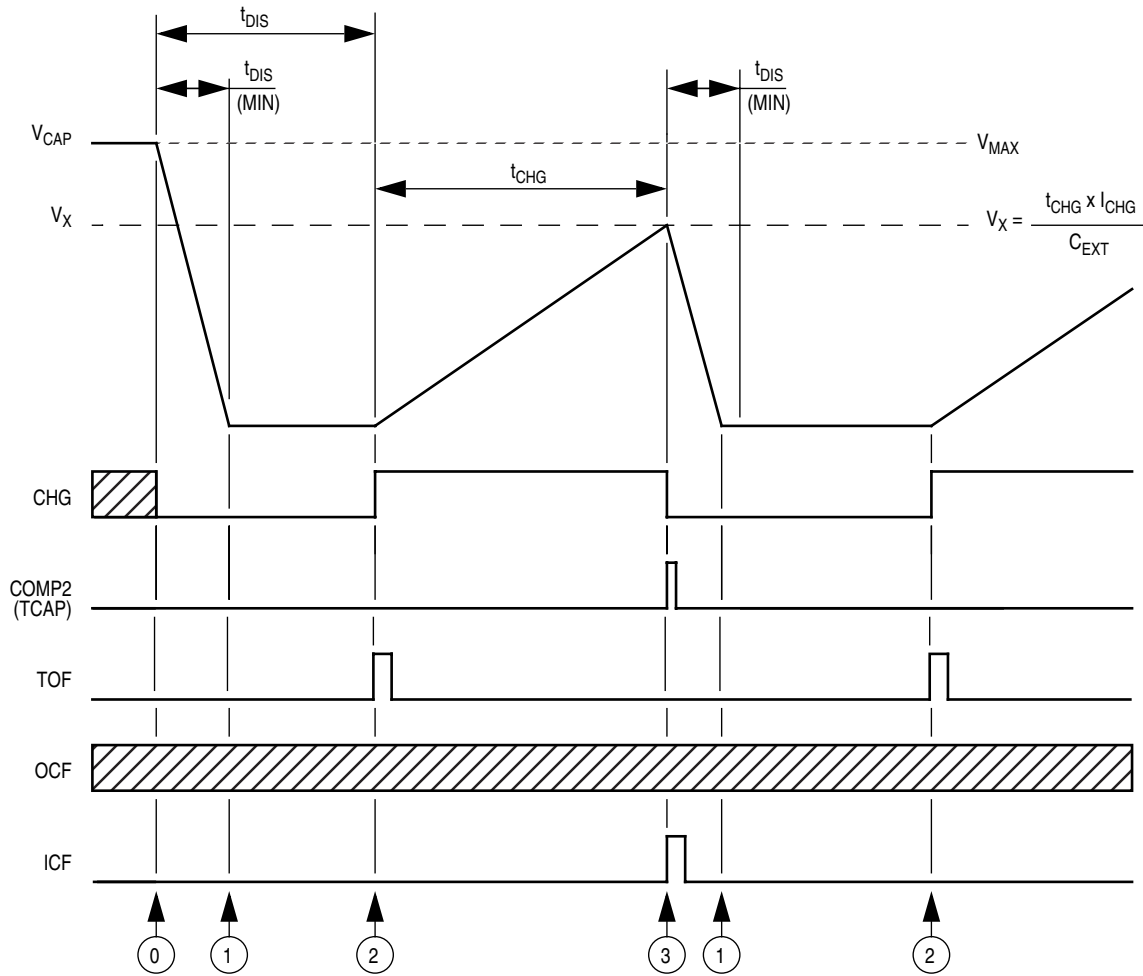 tDIS
tDIS
(MIN)
tDIS
(MIN)
VCAP
VMAX
tCHG
VX
VX = tCHG x ICHG
CEXT
CHG
COMP2
(TCAP)
TOF
OCF
ICF
0 1 2 3 1 2